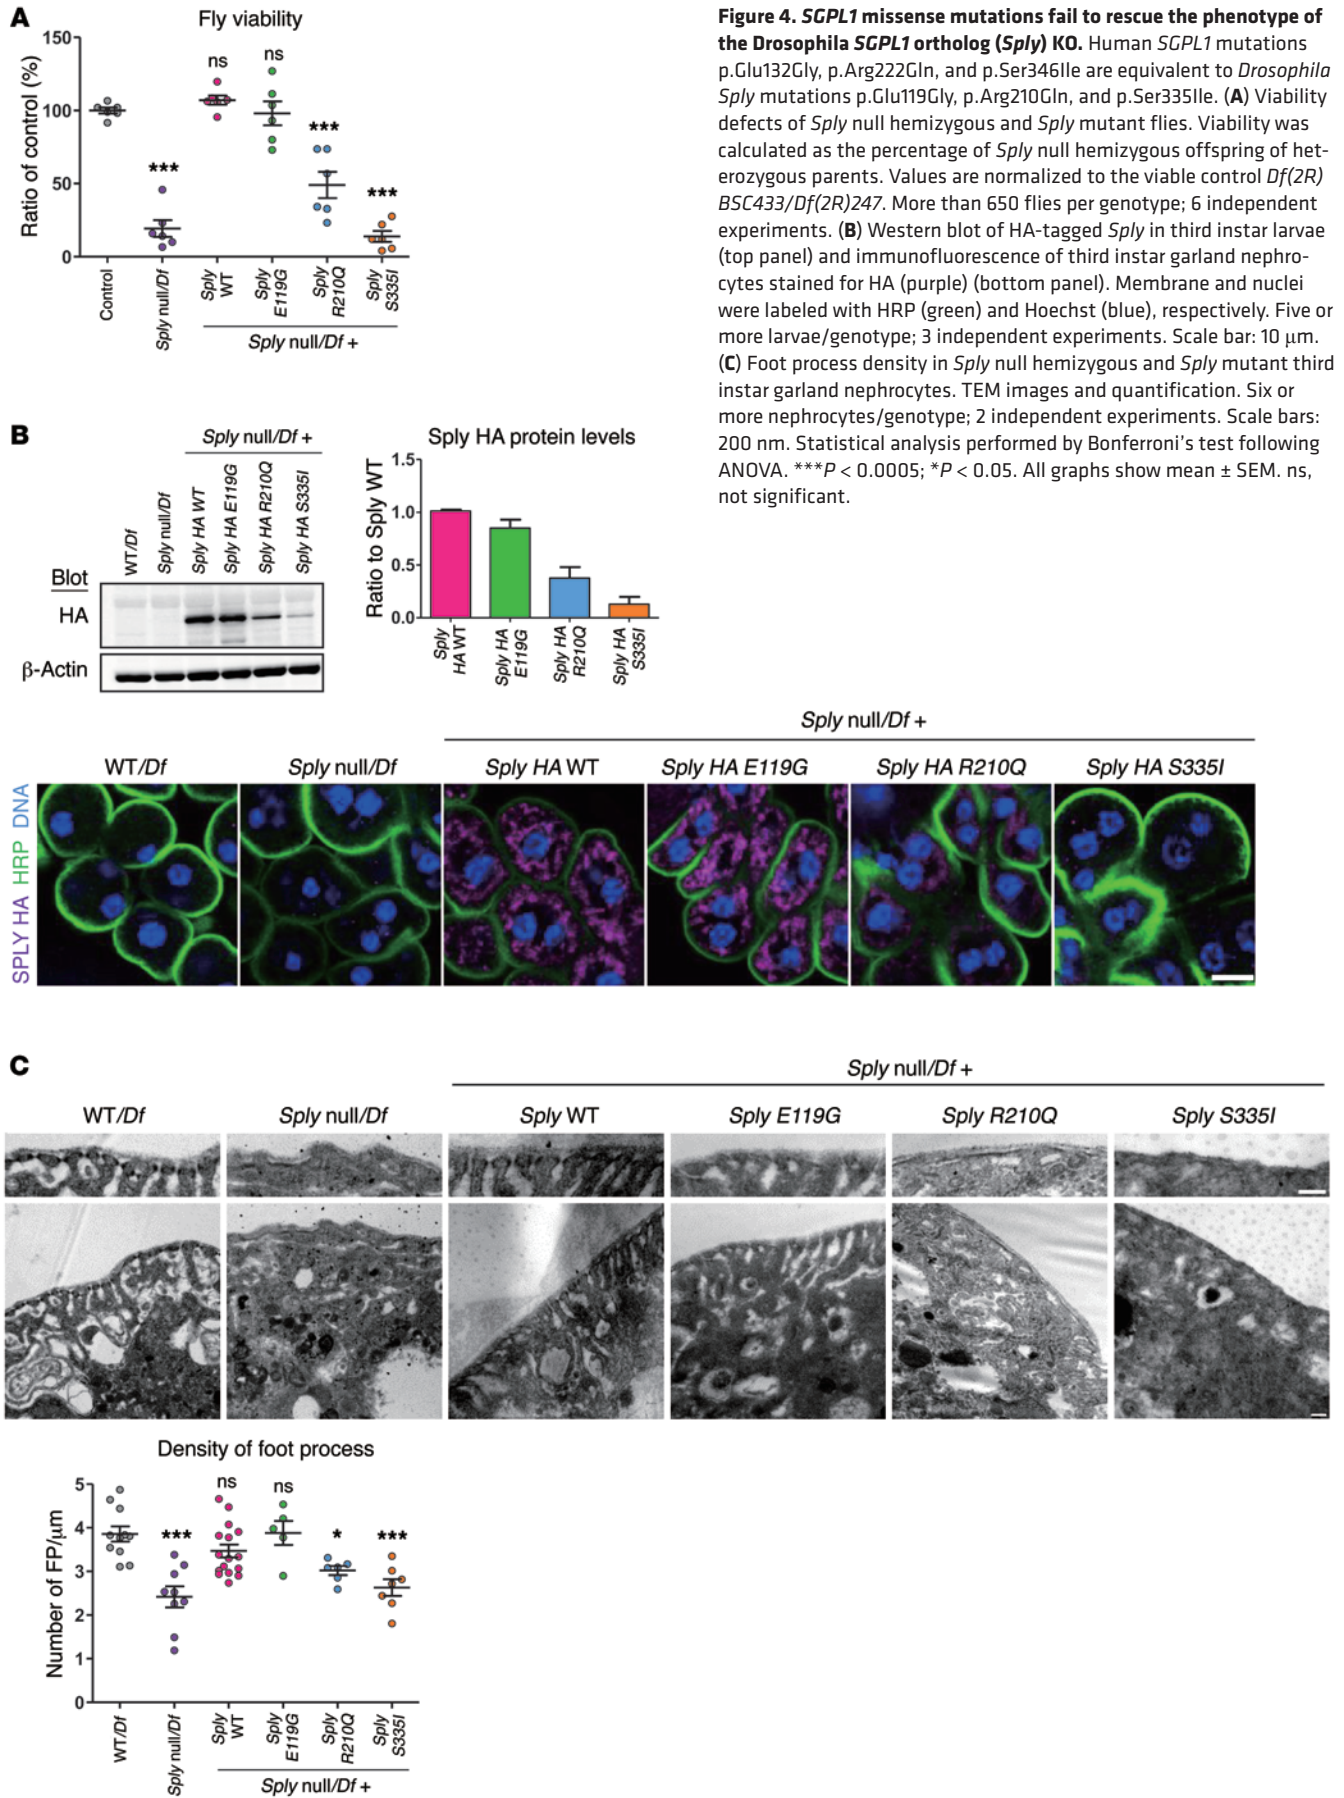 A
Fly viability
Ratio of control (%)
150
100
50
0
***
ns
ns
***
***
Control
Sply null/Df
Sply WT
Sply E119G
Sply R210Q
Sply S335I
Sply null/Df +
Figure 4. SGPL1 missense mutations fail to rescue the phenotype of
the Drosophila SGPL1 ortholog (Sply) KO. Human SGPL1 mutations
p.Glu132Gly, p.Arg222Gln, and p.Ser346Ile are equivalent to Drosophila
Sply mutations p.Glu119Gly, p.Arg210Gln, and p.Ser335Ile. (A) Viability
defects of Sply null hemizygous and Sply mutant flies. Viability was
calculated as the percentage of Sply null hemizygous offspring of het-
erozygous parents. Values are normalized to the viable control Df(2R)
BSC433/Df(2R)247. More than 650 flies per genotype; 6 independent
experiments. (B) Western blot of HA-tagged Sply in third instar larvae
(top panel) and immunofluorescence of third instar garland nephro-
cytes stained for HA (purple) (bottom panel). Membrane and nuclei
were labeled with HRP (green) and Hoechst (blue), respectively. Five or
more larvae/genotype; 3 independent experiments. Scale bar: 10 μm.
(C) Foot process density in Sply null hemizygous and Sply mutant third
instar garland nephrocytes. TEM images and quantification. Six or
more nephrocytes/genotype; 2 independent experiments. Scale bars:
200 nm. Statistical analysis performed by Bonferroni's test following
ANOVA. ***P < 0.0005; *P < 0.05. All graphs show mean ± SEM. ns,
not significant.
B
Sply null/Df +
WT/Df
Sply null/Df
Sply HA WT
Sply HA E119G
Sply HA R210Q
Sply HA S335I
Blot
HA
β-Actin
Sply HA protein levels
Ratio to Sply WT
1.5
1.0
0.5
0.0
Sply HA WT
Sply HA E119G
Sply HA R210Q
Sply HA S335I
Sply null/Df +
WT/Df
Sply null/Df
Sply HA WT
Sply HA E119G
Sply HA R210Q
Sply HA S335I
SPLY HA HRP DNA
C
Sply null/Df +
WT/Df
Sply null/Df
Sply WT
Sply E119G
Sply R210Q
Sply S335I
Density of foot process
Number of FP/μm
5
4
3
2
1
0
***
ns
ns
*
***
WT/Df
Sply null/Df
Sply WT
Sply E119G
Sply R210Q
Sply S335I
Sply null/Df +